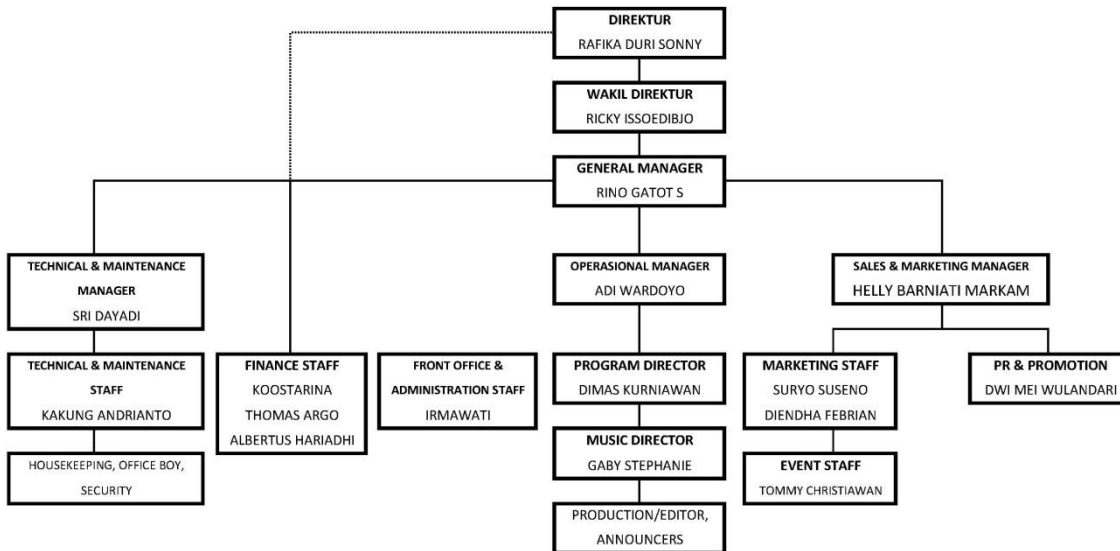 DIREKTUR
RAFIKA DURI SONNY
WAKIL DIREKTUR
RICKY ISSOEDIBJO
GENERAL MANAGER
RINO GATOT S
TECHNICAL & MAINTENANCE
MANAGER
SRI DAYADI
OPERASIONAL MANAGER
ADI WARDOYO
SALES & MARKETING MANAGER
HELLY BARNIATI MARKAM
TECHNICAL & MAINTENANCE
STAFF
KAKUNG ANDRIANTO
FINANCE STAFF
KOOSTARINA
THOMAS ARGO
ALBERTUS HARIADHI
FRONT OFFICE &
ADMINISTRATION STAFF
IRMAWATI
PROGRAM DIRECTOR
DIMAS KURNIAWAN
MARKETING STAFF
SURYO SUSENO
DIENDHA FEBRIAN
PR & PROMOTION
DWI MEI WULANDARI
HOUSEKEEPING, OFFICE BOY,
SECURITY
MUSIC DIRECTOR
GABY STEPHANIE
EVENT STAFF
TOMMY CHRISTIAWAN
PRODUCTION/EDITOR,
ANNOUNCERS